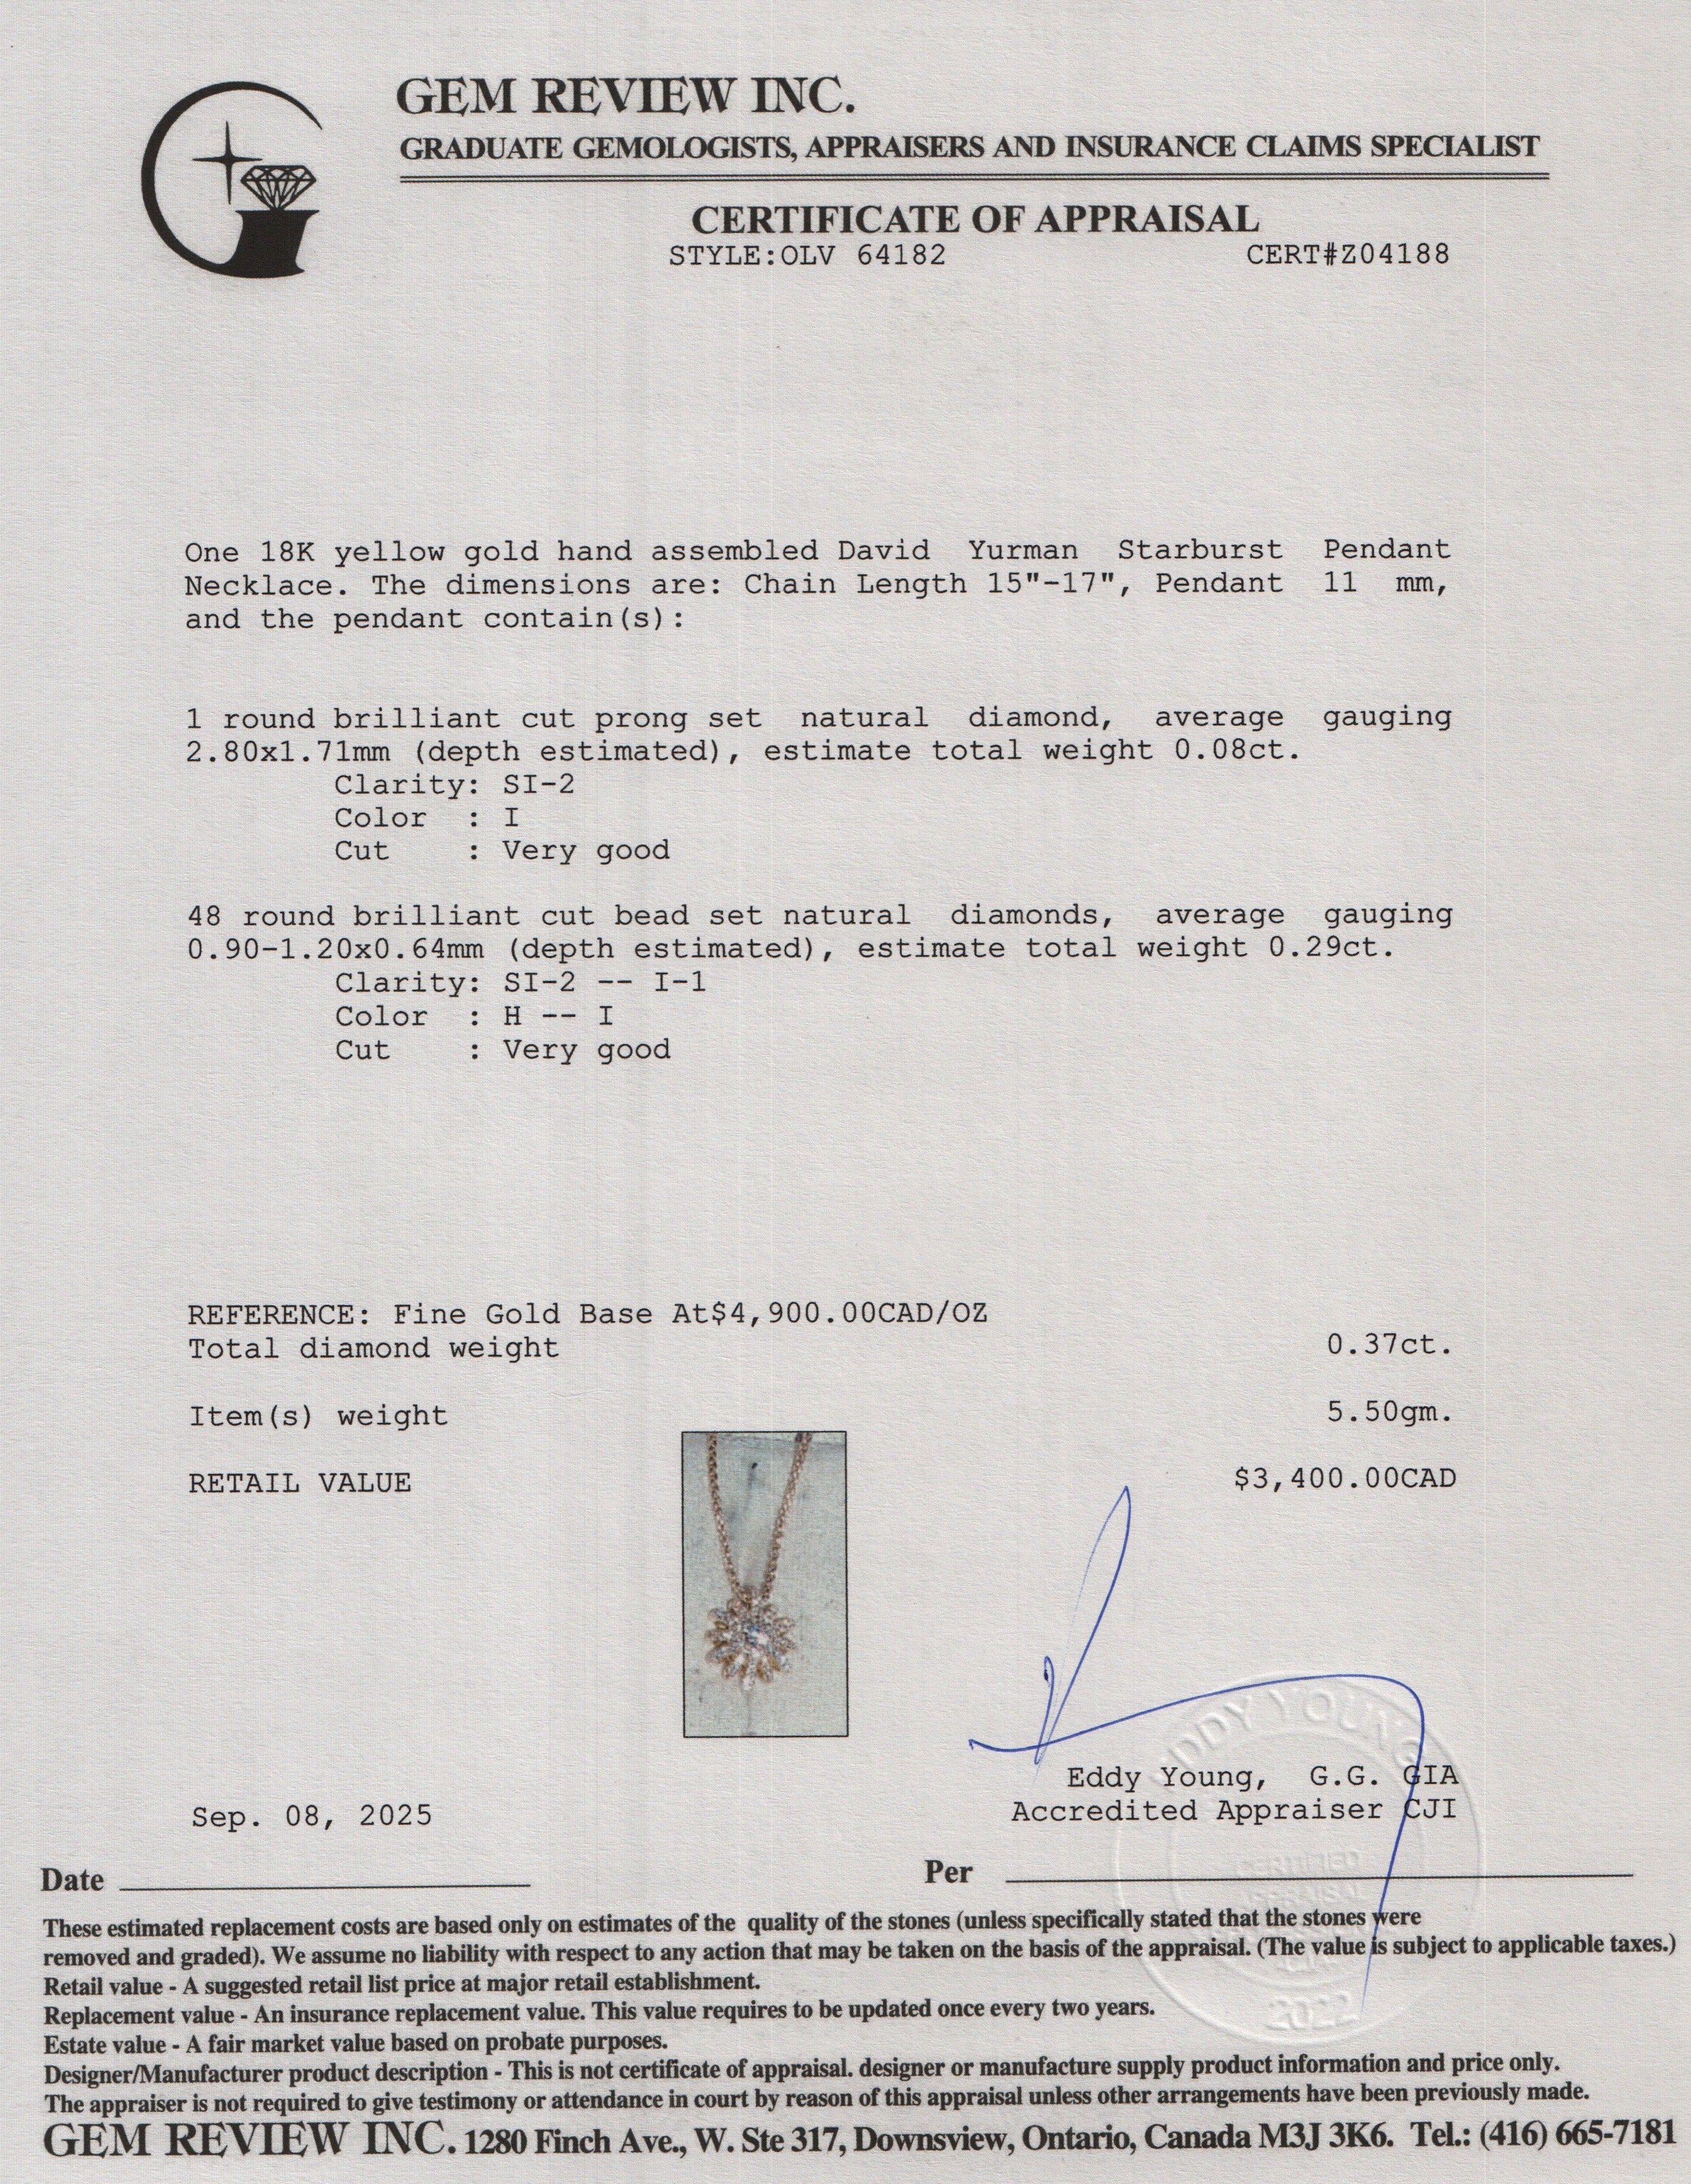 GEM REVIEW INC.
GRADUATE GEMOLOGISTS, APPRAISERS AND INSURANCE CLAIMS SPECIALIST
CERTIFICATE OF APPRAISAL
STYLE:OLV 64182 CERT#Z04188
One 18K yellow gold hand assembled David Yurman Starburst Pendant
Necklace. The dimensions are: Chain Length 15"-17", Pendant 11 mm,
and the pendant contain(s):
1 round brilliant cut prong set natural diamond, average gauging
2.80x1.71mm (depth estimated), estimate total weight 0.08ct.
Clarity: SI-2
Color : I
Cut : Very good
48 round brilliant cut bead set natural diamonds, average gauging
0.90-1.20x0.64mm (depth estimated), estimate total weight 0.29ct.
Clarity: SI-2 -- I-1
Color : H -- I
Cut : Very good
REFERENCE: Fine Gold Base At$4,900.00CAD/OZ
Total diamond weight 0.37ct.
Item(s) weight 5.50gm.
RETAIL VALUE $3,400.00CAD
EDDY YOUNG
Eddy Young, G.G. GIA
Sep. 08, 2025 Accredited Appraiser CJI
CERTIFIED
APPRAISAL
2022
Date Per
These estimated replacement costs are based only on estimates of the quality of the stones (unless specifically stated that the stones were
removed and graded). We assume no liability with respect to any action that may be taken on the basis of the appraisal. (The value is subject to applicable taxes.)
Retail value - A suggested retail list price at major retail establishment.
Replacement value - An insurance replacement value. This value requires to be updated once every two years.
Estate value - A fair market value based on probate purposes.
Designer/Manufacturer product description - This is not certificate of appraisal. designer or manufacture supply product information and price only.
The appraiser is not required to give testimony or attendance in court by reason of this appraisal unless other arrangements have been previously made.
GEM REVIEW INC. 1280 Finch Ave., W. Ste 317, Downsview, Ontario, Canada M3J 3K6. Tel.: (416) 665-7181